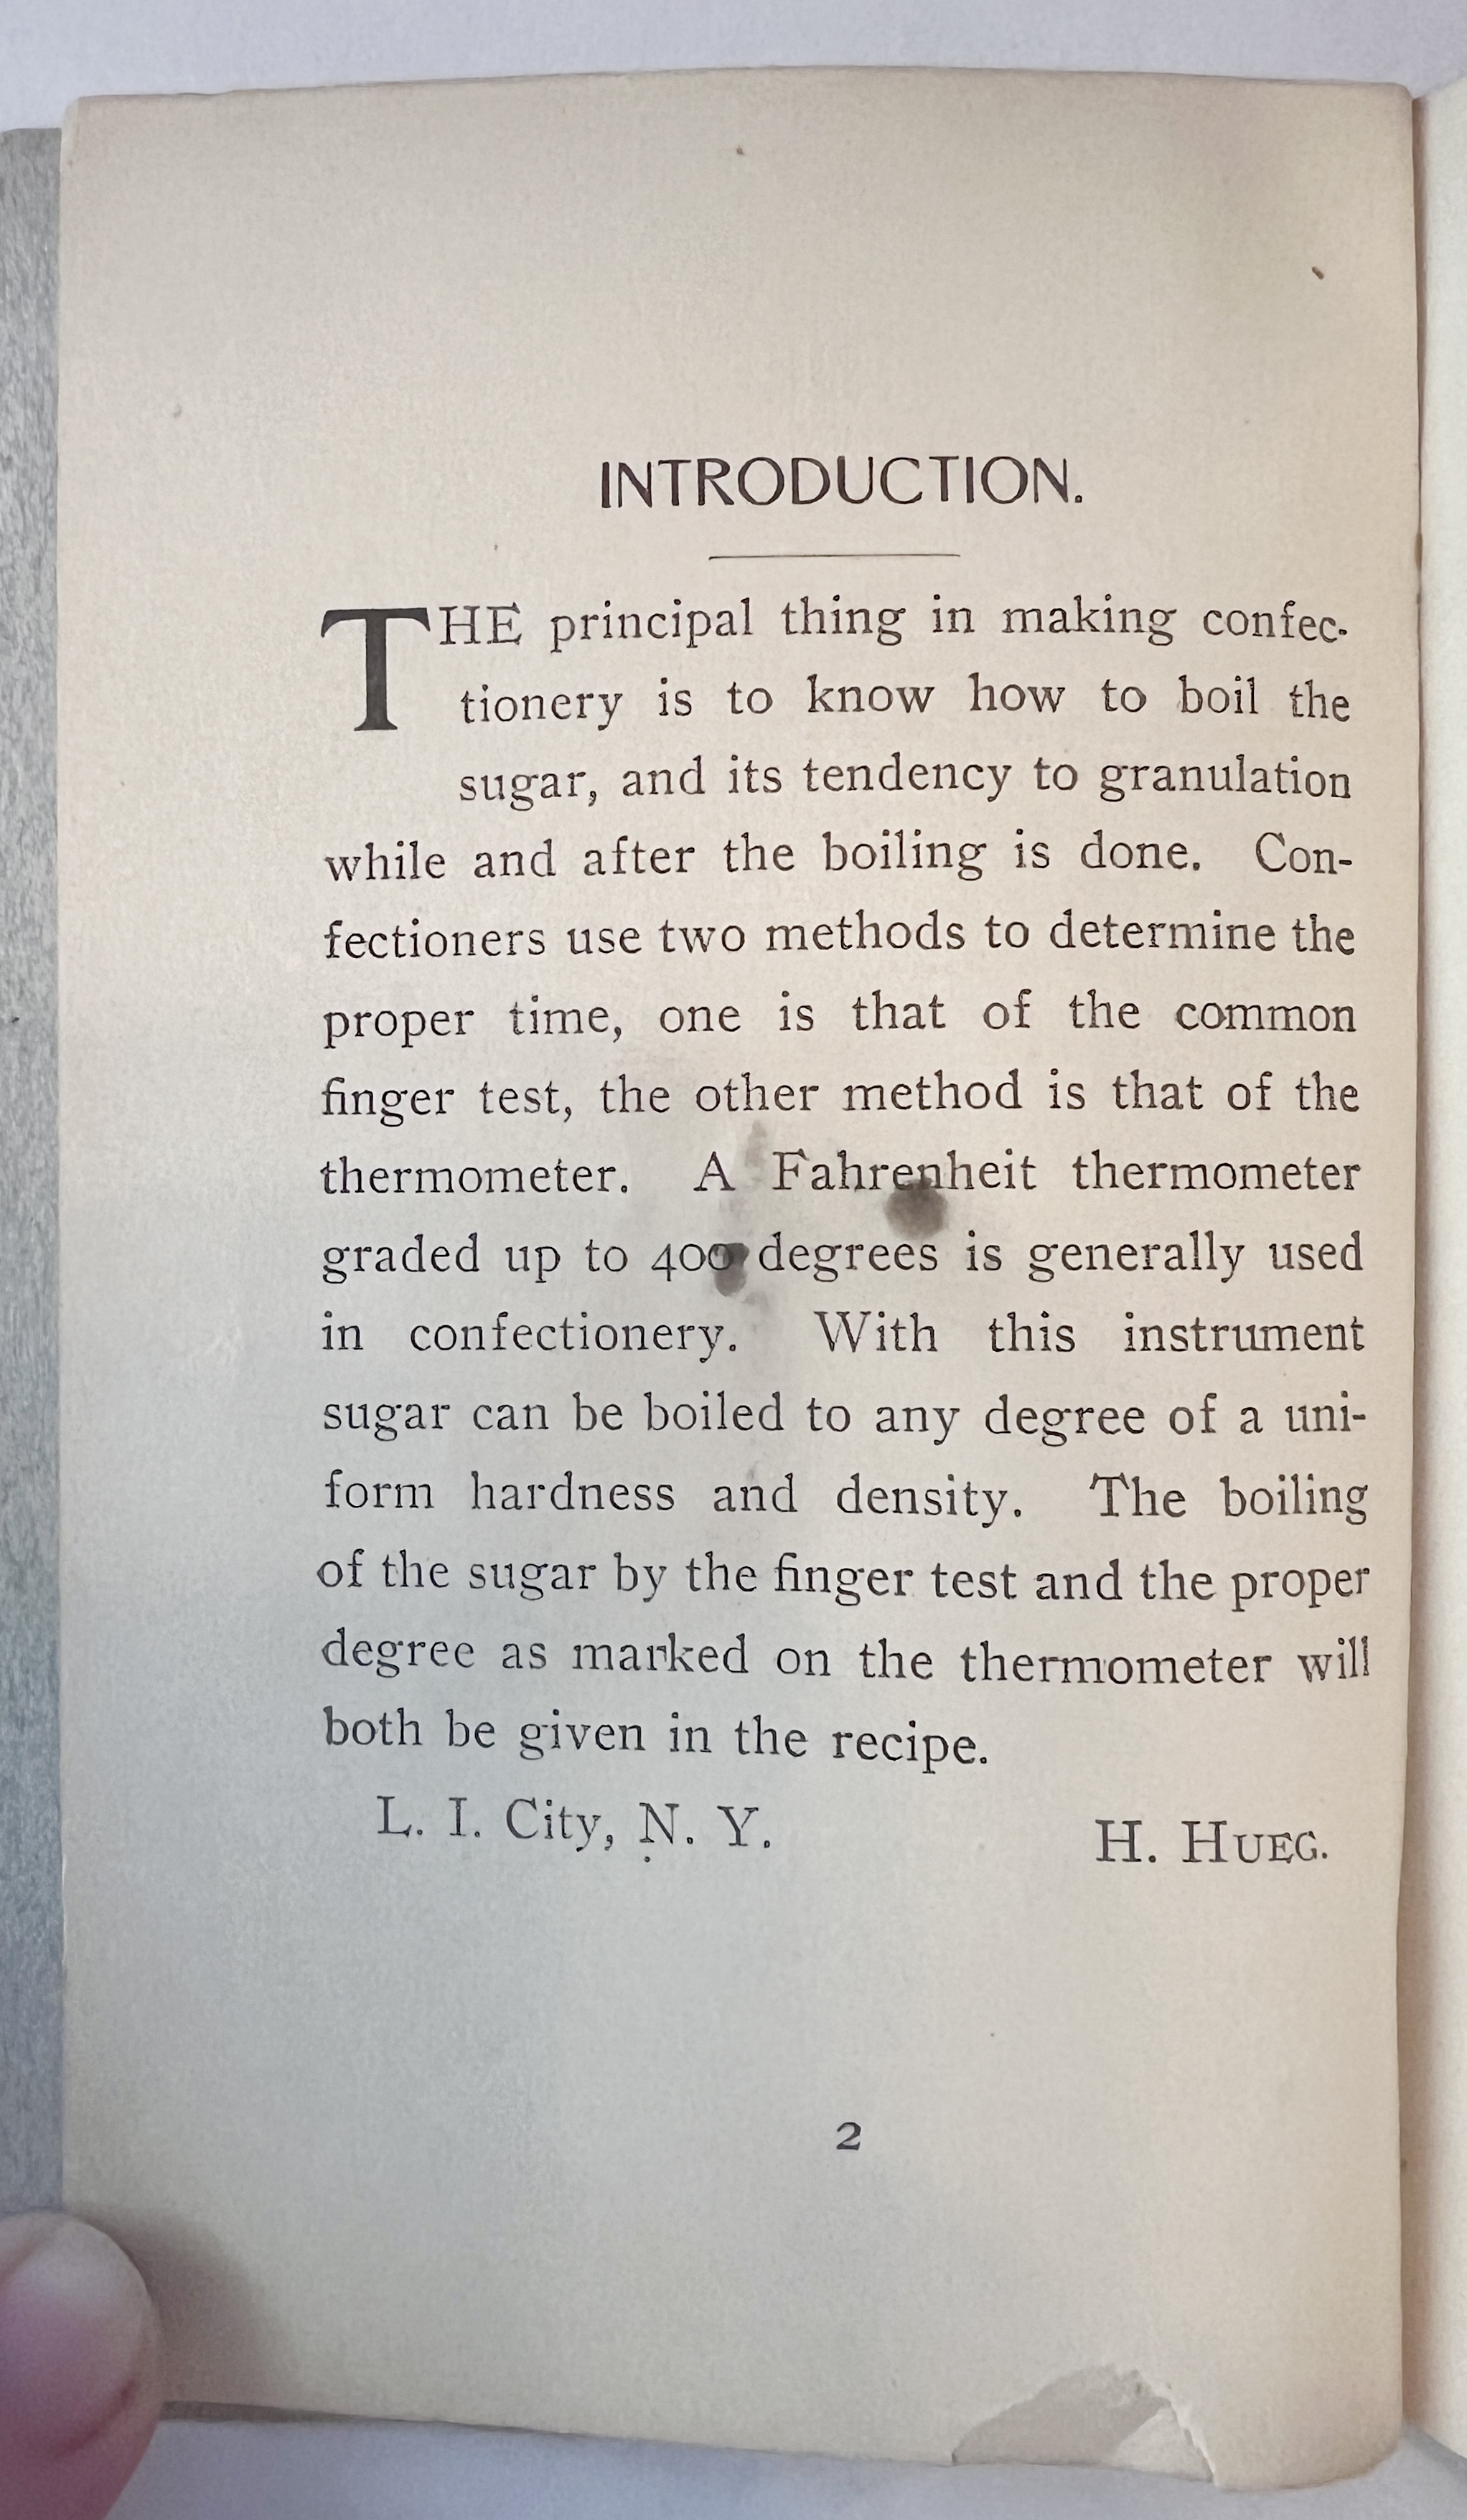 INTRODUCTION.
THE principal thing in making confec-
tionery is to know how to boil the
sugar, and its tendency to granulation
while and after the boiling is done. Con-
fectioners use two methods to determine the
proper time, one is that of the common
finger test, the other method is that of the
thermometer. A Fahrenheit thermometer
graded up to 400 degrees is generally used
in confectionery. With this instrument
sugar can be boiled to any degree of a uni-
form hardness and density. The boiling
of the sugar by the finger test and the proper
degree as marked on the thermometer will
both be given in the recipe.
L. I. City, N. Y. H. HUEG.
2